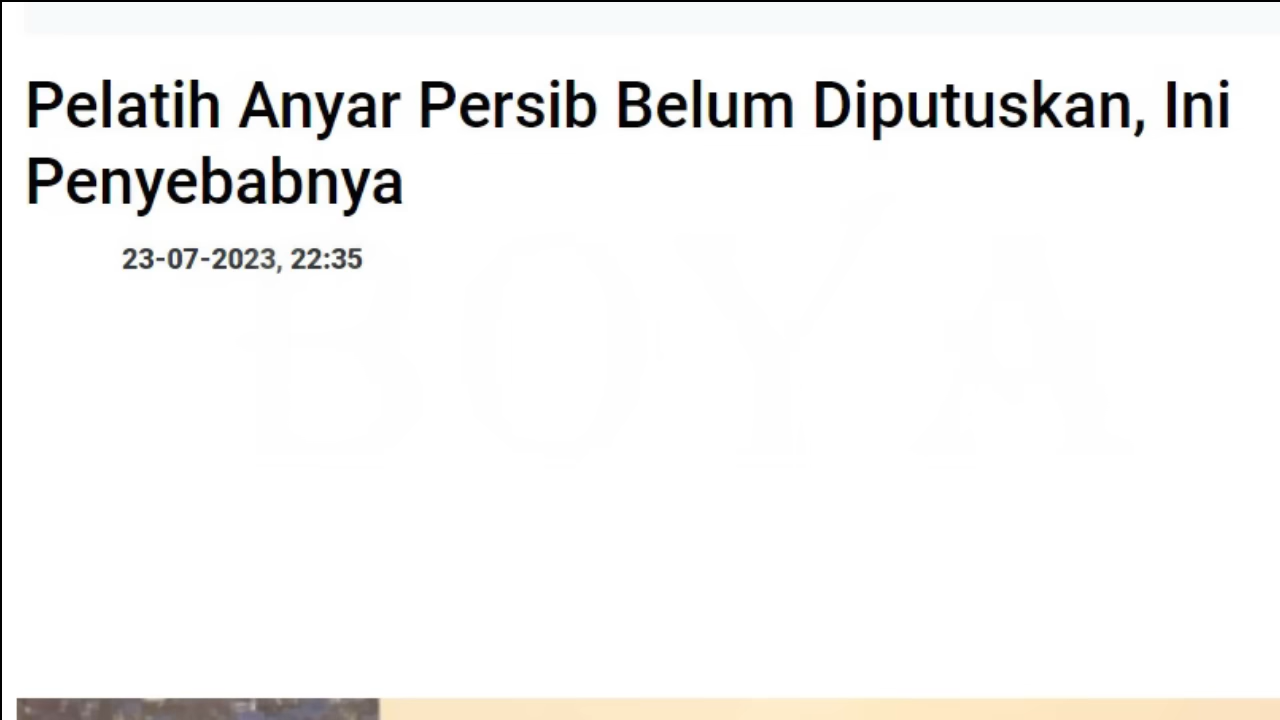 Pelatih Anyar Persib Belum Diputuskan, Ini
Penyebabnya
23-07-2023, 22:35
BOYA